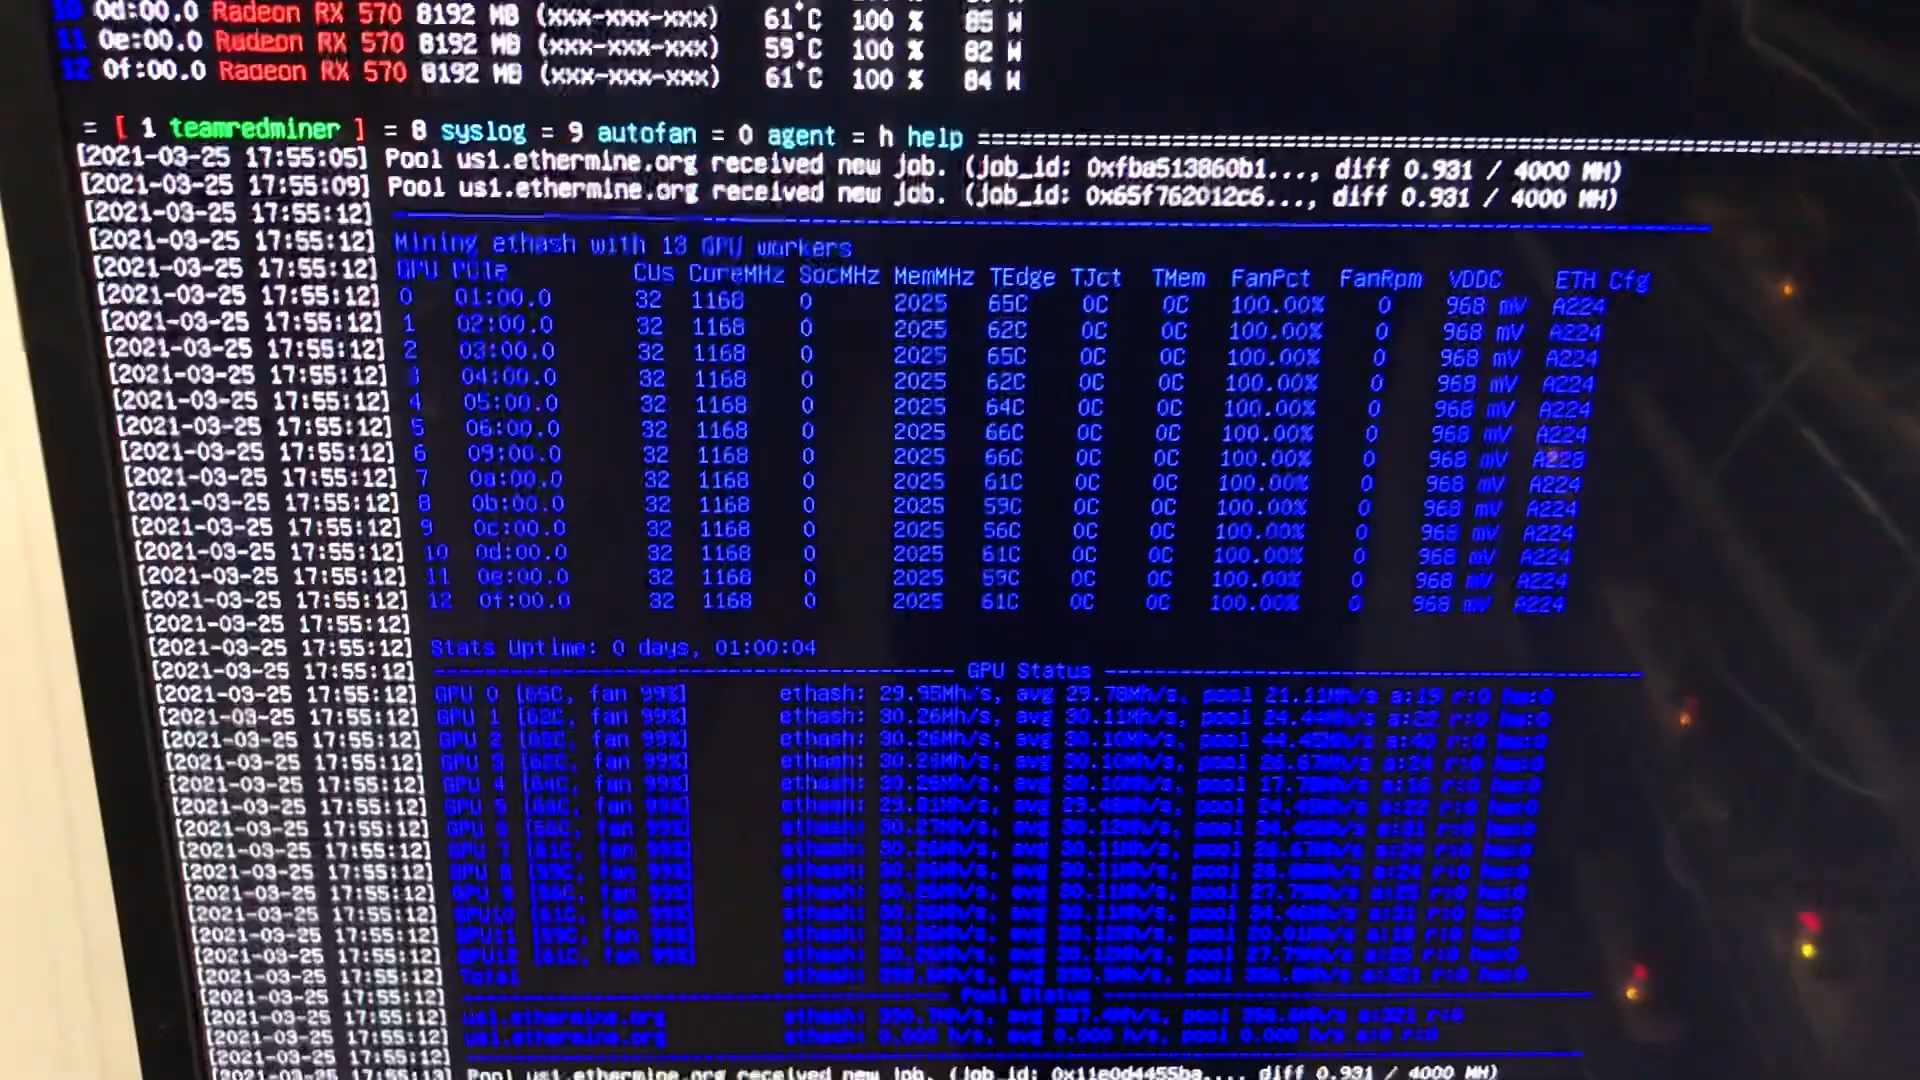 10 0d:00.0 Radeon RX 570 8192 MB (xxx-xxx-xxx) 61°C 100 % 85 W
11 0e:00.0 Radeon RX 570 8192 MB (xxx-xxx-xxx) 59°C 100 % 82 W
12 0f:00.0 Radeon RX 570 8192 MB (xxx-xxx-xxx) 61°C 100 % 84 W
= [ 1 teamredminer ] = 8 syslog = 9 autofan = 0 agent = h help
[2021-03-25 17:55:05] Pool us1.ethermine.org received new job. (job_id: 0xfba513860b1..., diff 0.931 / 4000 MH)
[2021-03-25 17:55:09] Pool us1.ethermine.org received new job. (job_id: 0x65f762012c6..., diff 0.931 / 4000 MH)
[2021-03-25 17:55:12]
[2021-03-25 17:55:12] Mining ethash with 13 GPU workers
[2021-03-25 17:55:12] GPU PCIe CUs CoreMHz SocMHz MemMHz TEdge TJct TMem FanPct FanRpm VDDC ETH Cfg
[2021-03-25 17:55:12] 0 01:00.0 32 1168 0 2025 65C 0C 0C 100.00% 0 968 mV A224
[2021-03-25 17:55:12] 1 02:00.0 32 1168 0 2025 62C 0C 0C 100.00% 0 968 mV A224
[2021-03-25 17:55:12] 2 03:00.0 32 1168 0 2025 65C 0C 0C 100.00% 0 968 mV A224
[2021-03-25 17:55:12] 3 04:00.0 32 1168 0 2025 62C 0C 0C 100.00% 0 968 mV A224
[2021-03-25 17:55:12] 4 05:00.0 32 1168 0 2025 64C 0C 0C 100.00% 0 968 mV A224
[2021-03-25 17:55:12] 5 06:00.0 32 1168 0 2025 66C 0C 0C 100.00% 0 968 mV A224
[2021-03-25 17:55:12] 6 09:00.0 32 1168 0 2025 66C 0C 0C 100.00% 0 968 mV A228
[2021-03-25 17:55:12] 7 0a:00.0 32 1168 0 2025 61C 0C 0C 100.00% 0 968 mV A224
[2021-03-25 17:55:12] 8 0b:00.0 32 1168 0 2025 59C 0C 0C 100.00% 0 968 mV A224
[2021-03-25 17:55:12] 9 0c:00.0 32 1168 0 2025 56C 0C 0C 100.00% 0 968 mV A224
[2021-03-25 17:55:12] 10 0d:00.0 32 1168 0 2025 61C 0C 0C 100.00% 0 968 mV A224
[2021-03-25 17:55:12] 11 0e:00.0 32 1168 0 2025 59C 0C 0C 100.00% 0 968 mV A224
[2021-03-25 17:55:12] 12 0f:00.0 32 1168 0 2025 61C 0C 0C 100.00% 0 968 mV A224
[2021-03-25 17:55:12]
[2021-03-25 17:55:12] Stats Uptime: 0 days, 01:00:04
[2021-03-25 17:55:12] GPU Status
[2021-03-25 17:55:12] GPU 0 [65C, fan 99%] ethash: 29.95Mh/s, avg 29.78Mh/s, pool 21.11Mh/s a:19 r:0 hw:0
[2021-03-25 17:55:12] GPU 1 [62C, fan 99%] ethash: 30.26Mh/s, avg 30.11Mh/s, pool 24.44Mh/s a:22 r:0 hw:0
[2021-03-25 17:55:12] GPU 2 [65C, fan 99%] ethash: 30.26Mh/s, avg 30.10Mh/s, pool 44.45Mh/s a:40 r:0 hw:0
[2021-03-25 17:55:12] GPU 3 [62C, fan 99%] ethash: 30.26Mh/s, avg 30.10Mh/s, pool 26.67Mh/s a:24 r:0 hw:0
[2021-03-25 17:55:12] GPU 4 [64C, fan 99%] ethash: 30.26Mh/s, avg 30.10Mh/s, pool a:16 r:0 hw:0
[2021-03-25 17:55:12] GPU 5 [66C, fan 99%] ethash: avg pool 24.45Mh/s a:22 r:0 hw:0
[2021-03-25 17:55:12] GPU 6 [66C, fan 99%] ethash: 30.27Mh/s, avg 30.12Mh/s, pool 34.45Mh/s a:31 r:0 hw:0
[2021-03-25 17:55:12] GPU 7 [61C, fan 99%] ethash: 30.26Mh/s, avg 30.11Mh/s, pool 26.67Mh/s a:24 r:0 hw:0
[2021-03-25 17:55:12] GPU 8 [59C, fan 99%] ethash: 30.26Mh/s, avg 30.11Mh/s, pool a:24 r:0 hw:0
[2021-03-25 17:55:12] GPU 9 [56C, fan 99%] ethash: 30.26Mh/s, avg 30.11Mh/s, pool 27.79Mh/s a:25 r:0 hw:0
[2021-03-25 17:55:12] GPU10 [61C, fan 99%] ethash: 30.26Mh/s, avg 30.11Mh/s, pool 34.46Mh/s a:31 r:0 hw:0
[2021-03-25 17:55:12] GPU11 [59C, fan 99%] ethash: 30.26Mh/s, avg 30.12Mh/s, pool 20.01Mh/s a:18 r:0 hw:0
[2021-03-25 17:55:12] GPU12 [61C, fan 99%] ethash: 30.26Mh/s, avg 30.12Mh/s, pool 27.79Mh/s a:25 r:0 hw:0
[2021-03-25 17:55:12] Total ethash: 392.6Mh/s, avg 390.5Mh/s, pool 356.8Mh/s a:321 r:0 hw:0
[2021-03-25 17:55:12] Pool Status
[2021-03-25 17:55:12] us1.ethermine.org ethash: 390.7Mh/s, avg 387.4Mh/s, pool 356.6Mh/s a:321 r:0
[2021-03-25 17:55:12] us1.ethermine.org ethash: 0.000 h/s, avg 0.000 h/s, pool 0.000 h/s a:0 r:0
[2021-03-25 17:55:12]
[2021-03-25 17:55:13] Pool us1.ethermine.org received new job. (job_id: 0x11e0d4455ba..., diff 0.931 / 4000 MH)